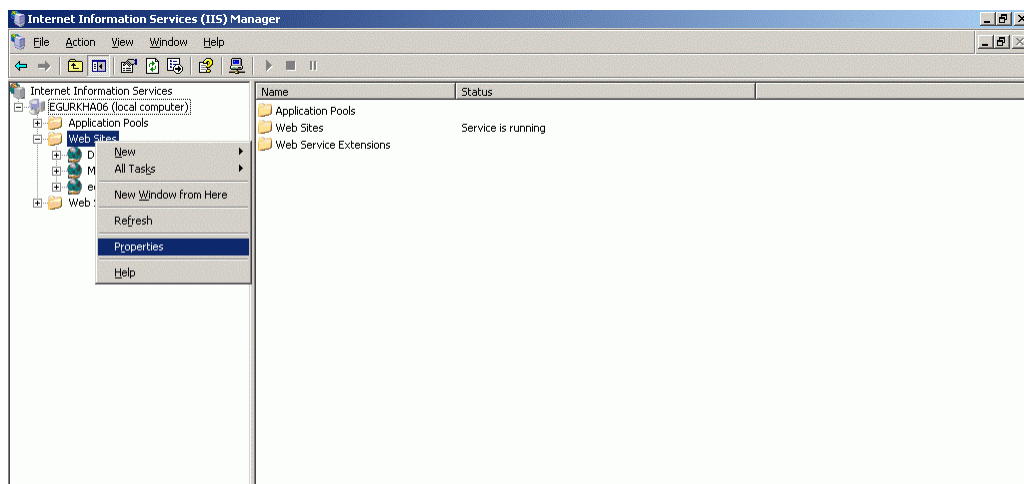 Internet Information Services (IIS) Manager
File Action View Window Help
Internet Information Services
EGURKHA06 (local computer)
Application Pools
Web Sites
D
M
e
Web
New
All Tasks
New Window from Here
Refresh
Properties
Help
Name Status
Application Pools
Web Sites Service is running
Web Service Extensions